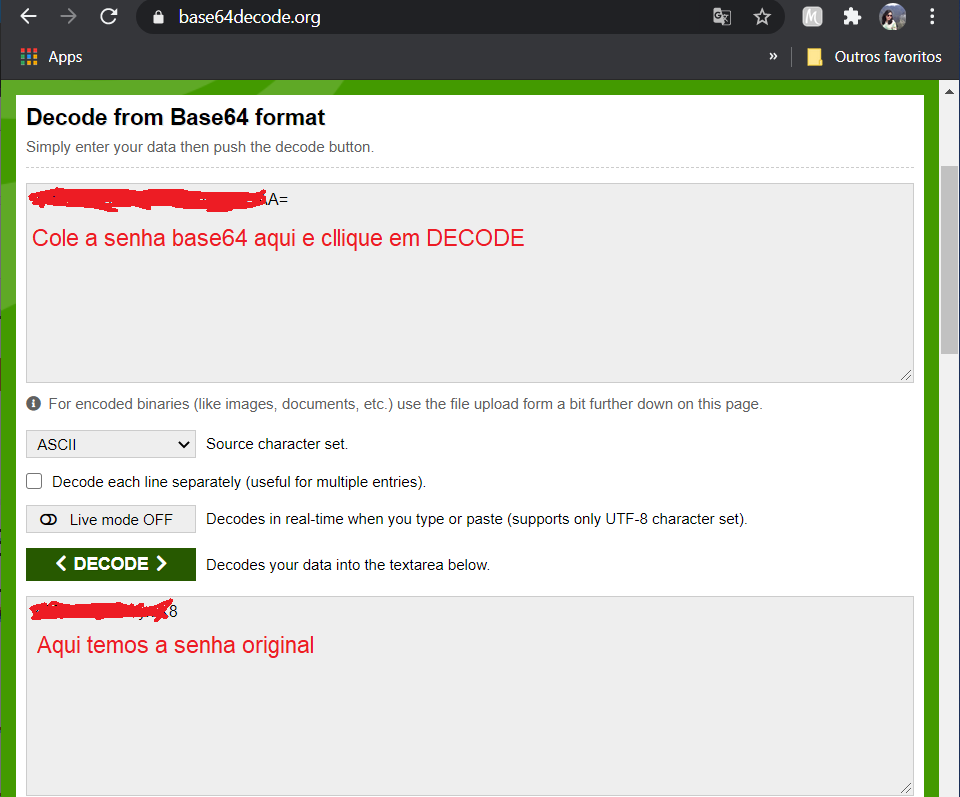 base64decode.org
Apps
»
Outros favoritos
Decode from Base64 format
Simply enter your data then push the decode button.
A=
Cole a senha base64 aqui e cllique em DECODE
For encoded binaries (like images, documents, etc.) use the file upload form a bit further down on this page.
ASCII Source character set.
Decode each line separately (useful for multiple entries).
Live mode OFF Decodes in real-time when you type or paste (supports only UTF-8 character set).
< DECODE > Decodes your data into the textarea below.
8
Aqui temos a senha original